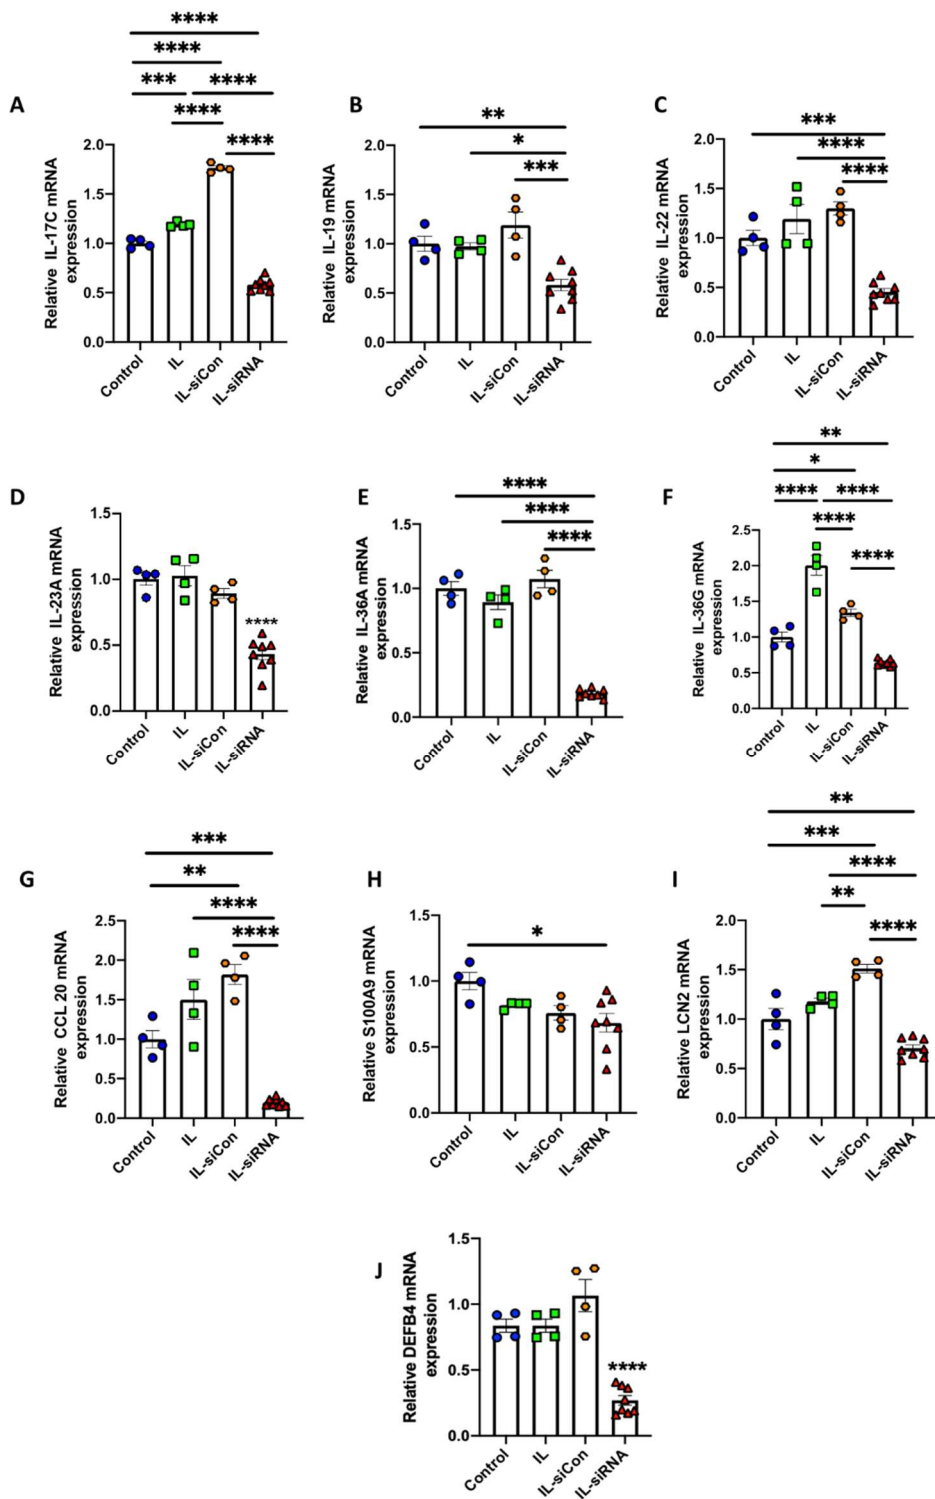 ****
****
*** ****
A
**** ****
Relative IL-17C mRNA
expression
2.0
1.5
1.0
0.5
0.0
Control
IL
IL-siCon
IL-siRNA
B
**
*
***
Relative IL-19 mRNA
expression
2.0
1.5
1.0
0.5
0.0
Control
IL
IL-siCon
IL-siRNA
C
***
****
****
Relative IL-22 mRNA
expression
2.0
1.5
1.0
0.5
0.0
Control
IL
IL-siCon
IL-siRNA
D
Relative IL-23A mRNA
expression
1.5
1.0
0.5
0.0
****
Control
IL
IL-siCon
IL-siRNA
E
****
****
****
Relative IL-36A mRNA
expression
1.5
1.0
0.5
0.0
Control
IL
IL-siCon
IL-siRNA
**
*
F
**** ****
****
****
Relative IL-36G mRNA
expression
2.5
2.0
1.5
1.0
0.5
0.0
Control
IL
IL-siCon
IL-siRNA
***
**
G
****
****
Relative CCL 20 mRNA
expression
2.5
2.0
1.5
1.0
0.5
0.0
Control
IL
IL-siCon
IL-siRNA
H
*
Relative S100A9 mRNA
expression
1.5
1.0
0.5
0.0
Control
IL
IL-siCon
IL-siRNA
**
***
****
I
**
****
Relative LCN2 mRNA
expression
2.0
1.5
1.0
0.5
0.0
Control
IL
IL-siCon
IL-siRNA
J
Relative DEFB4 mRNA
expression
1.5
1.0
0.5
0.0
****
Control
IL
IL-siCon
IL-siRNA